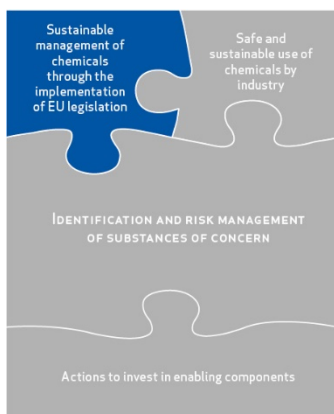 Sustainable
management of
chemicals
through the
implementation
of EU legislation
Safe and
sustainable use of
chemicals by
industry
IDENTIFICATION AND RISK MANAGEMENT
OF SUBSTANCES OF CONCERN
Actions to invest in enabling components